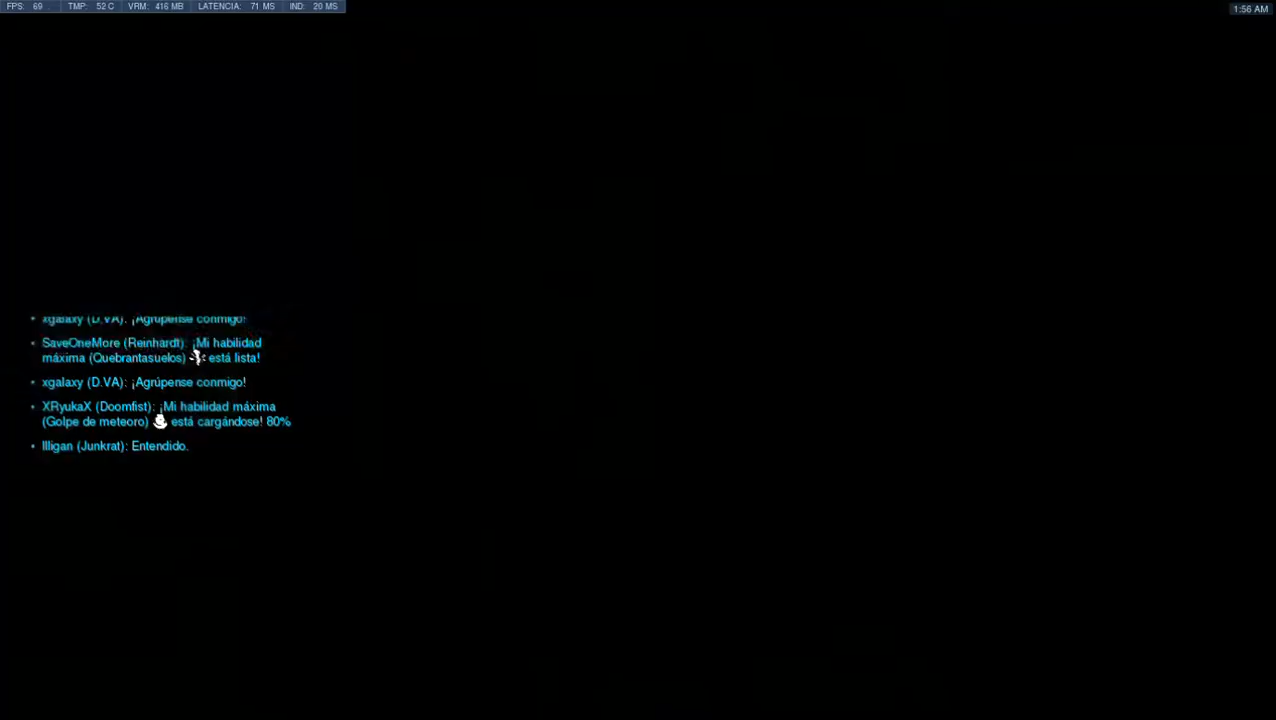 FPS: 69 TMP: 52 C VRM: 416 MB LATENCIA: 71 MS IND: 20 MS
1:56 AM
• xgalaxy (D.VA): ¡Agrúpense conmigo!
• SaveOneMore (Reinhardt): ¡Mi habilidad
máxima (Quebrantasuelos) está lista!
• xgalaxy (D.VA): ¡Agrúpense conmigo!
• XRyukaX (Doomfist): ¡Mi habilidad máxima
(Golpe de meteoro) está cargándose! 80%
• Illigan (Junkrat): Entendido.